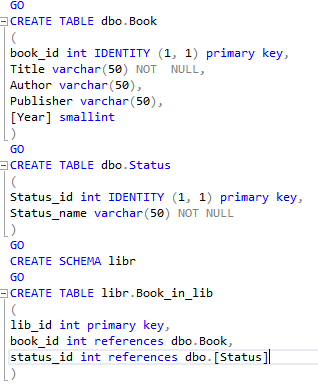 GO
CREATE TABLE dbo.Book
(
book_id int IDENTITY (1, 1) primary key,
Title varchar(50) NOT  NULL,
Author varchar(50),
Publisher varchar(50),
[Year] smallint
)
GO
CREATE TABLE dbo.Status
(
Status_id int IDENTITY (1, 1) primary key,
Status_name varchar(50) NOT NULL
)
GO
CREATE SCHEMA libr
GO
CREATE TABLE libr.Book_in_lib
(
lib_id int primary key,
book_id int references dbo.Book,
status_id int references dbo.[Status]
)